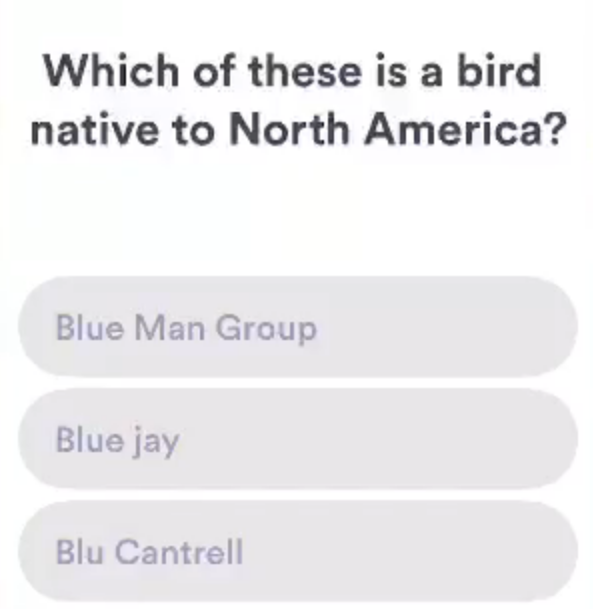 Which of these is a bird
native to North America?
Blue Man Group
Blue jay
Blu Cantrell